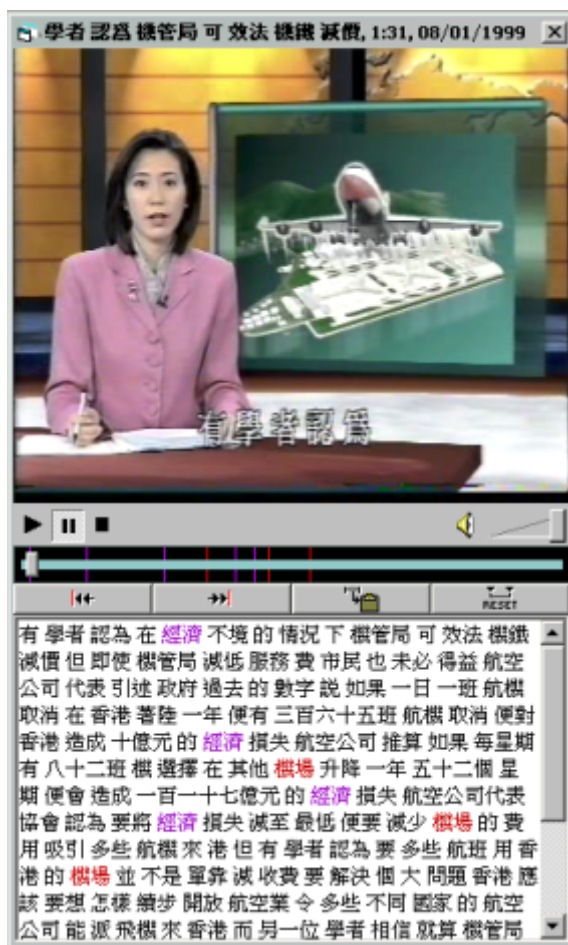 學者 認為 機管局 可 效法 機鐵 減價, 1:31, 08/01/1999
有學者認為
RESET
有 學者 認為 在 經濟 不境 的 情況 下 機管局 可 效法 機鐵
減價 但 即使 機管局 減低 服務 費 市民 也 未必 得益 航空
公司 代表 引述 政府 過去 的 數字 說 如果 一日 一班 航機
取消 在 香港 著陸 一年 便有 三百六十五班 航機 取消 便對
香港 造成 十億元 的 經濟 損失 航空公司 推算 如果 每星期
有 八十二班 機 選擇 在 其他 機場 升降 一年 五十二個 星
期 便會 造成 一百一十七億元 的 經濟 損失 航空公司代表
協會 認為 要將 經濟 損失 減至 最低 便要 減少 機場 的 費
用 吸引 多些 航機 來 港 但 有 學者 認為 要 多些 航班 用 香
港 的 機場 並 不是 單靠 減 收費 要 解決 個 大 問題 香港 應
該 要想 怎樣 續步 開放 航空業 令 多些 不同 國家 的 航空
公司 能 派 飛機 來 香港 而 另一位 學者 相信 就算 機管局